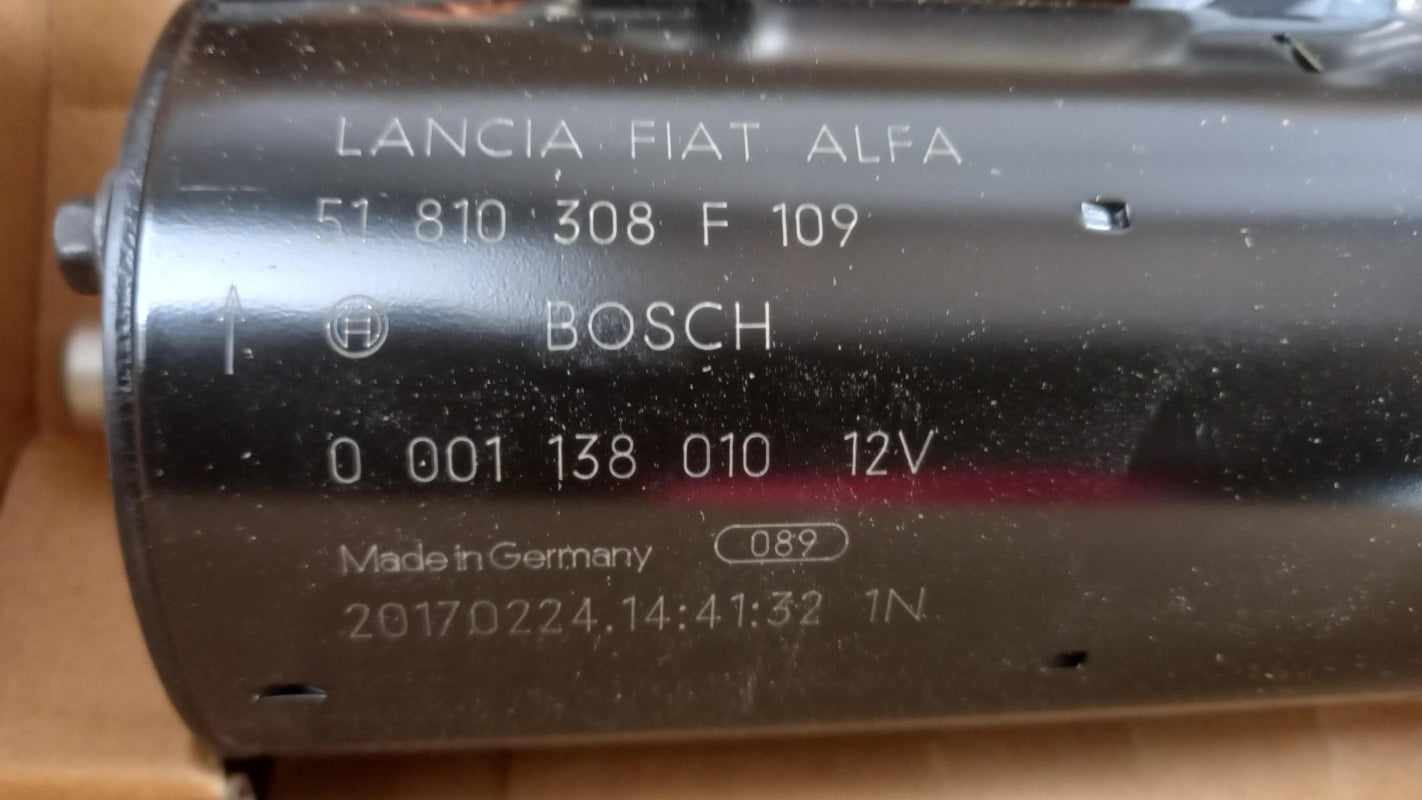 LANCIA FIAT ALFA
51 810 308 F 109
↑ H BOSCH
0 001 138 010 12V
Made in Germany 089
20170224.14:41:32 1N